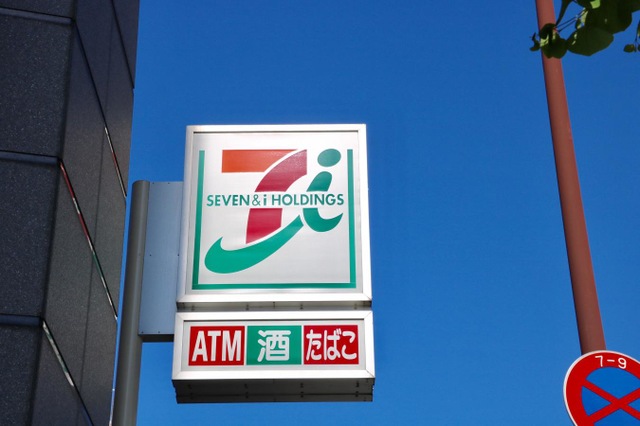 SEVEN & i HOLDINGS
ATM 酒 たばこ
7-9